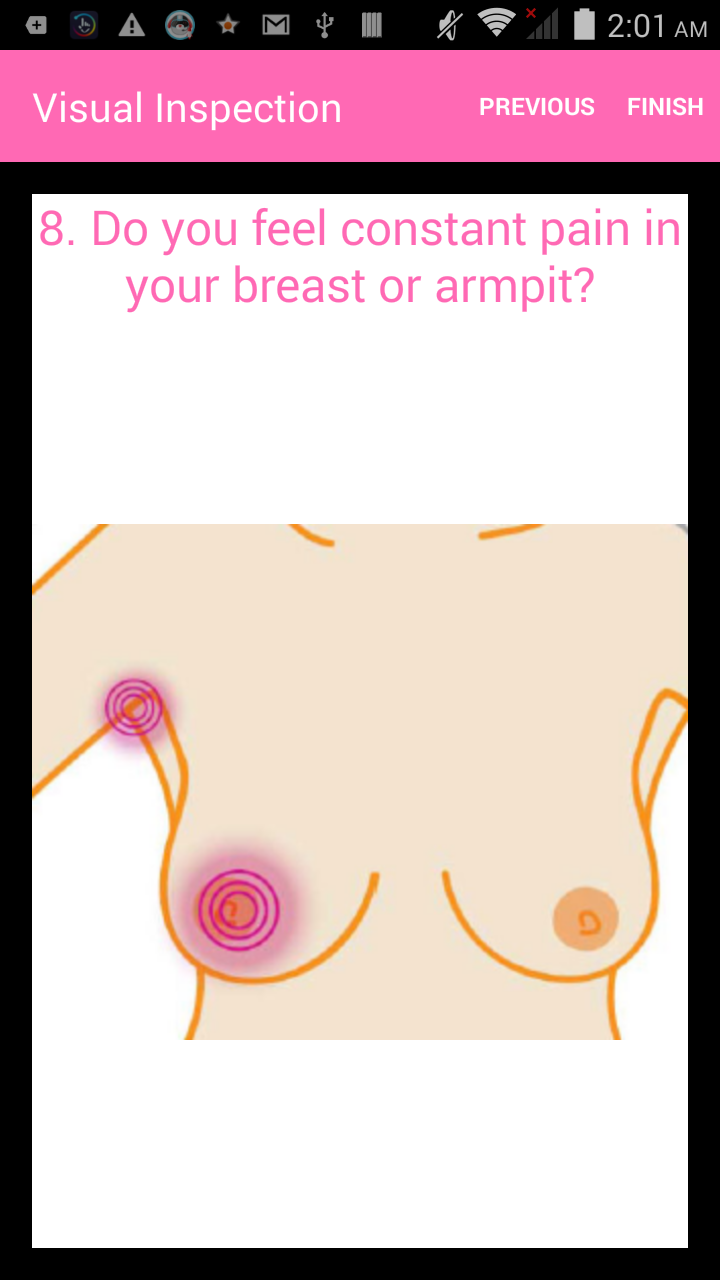 2:01 AM
Visual Inspection PREVIOUS FINISH
8. Do you feel constant pain in
your breast or armpit?